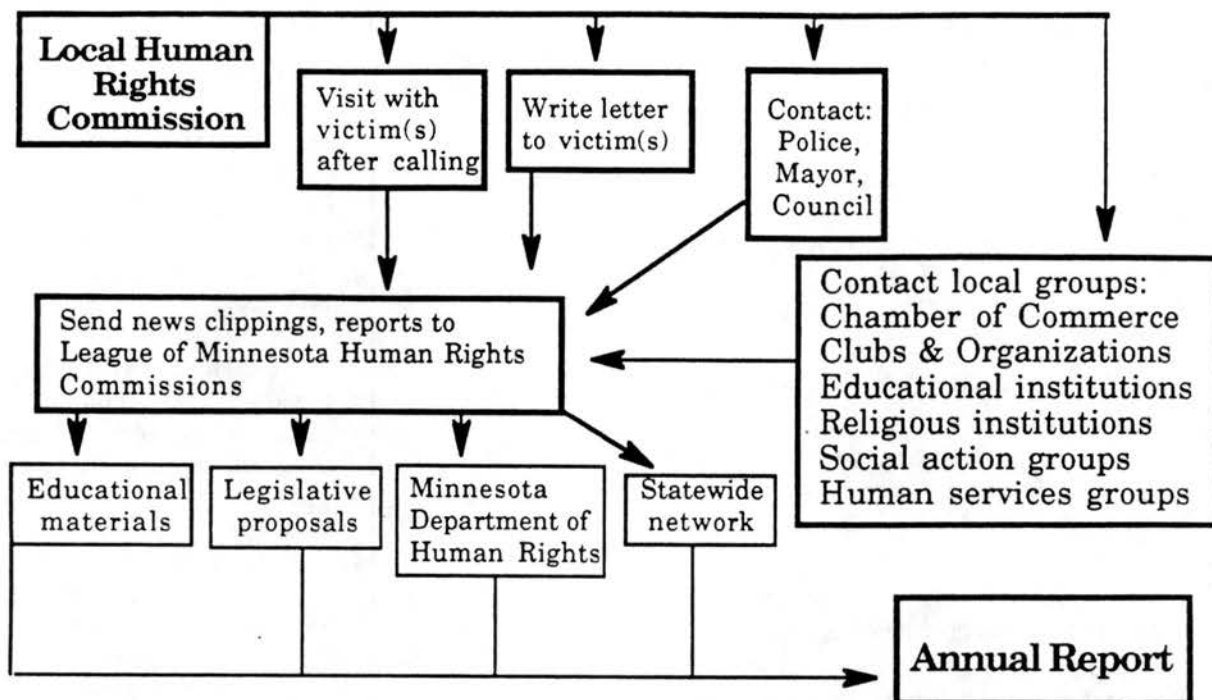 Local Human
Rights
Commission
Visit with
victim(s)
after calling
Write letter
to victim(s)
Contact:
Police,
Mayor,
Council
Contact local groups:
Chamber of Commerce
Clubs & Organizations
Educational institutions
Religious institutions
Social action groups
Human services groups
Send news clippings, reports to
League of Minnesota Human Rights
Commissions
Educational
materials
Legislative
proposals
Minnesota
Department of
Human Rights
Statewide
network
Annual Report